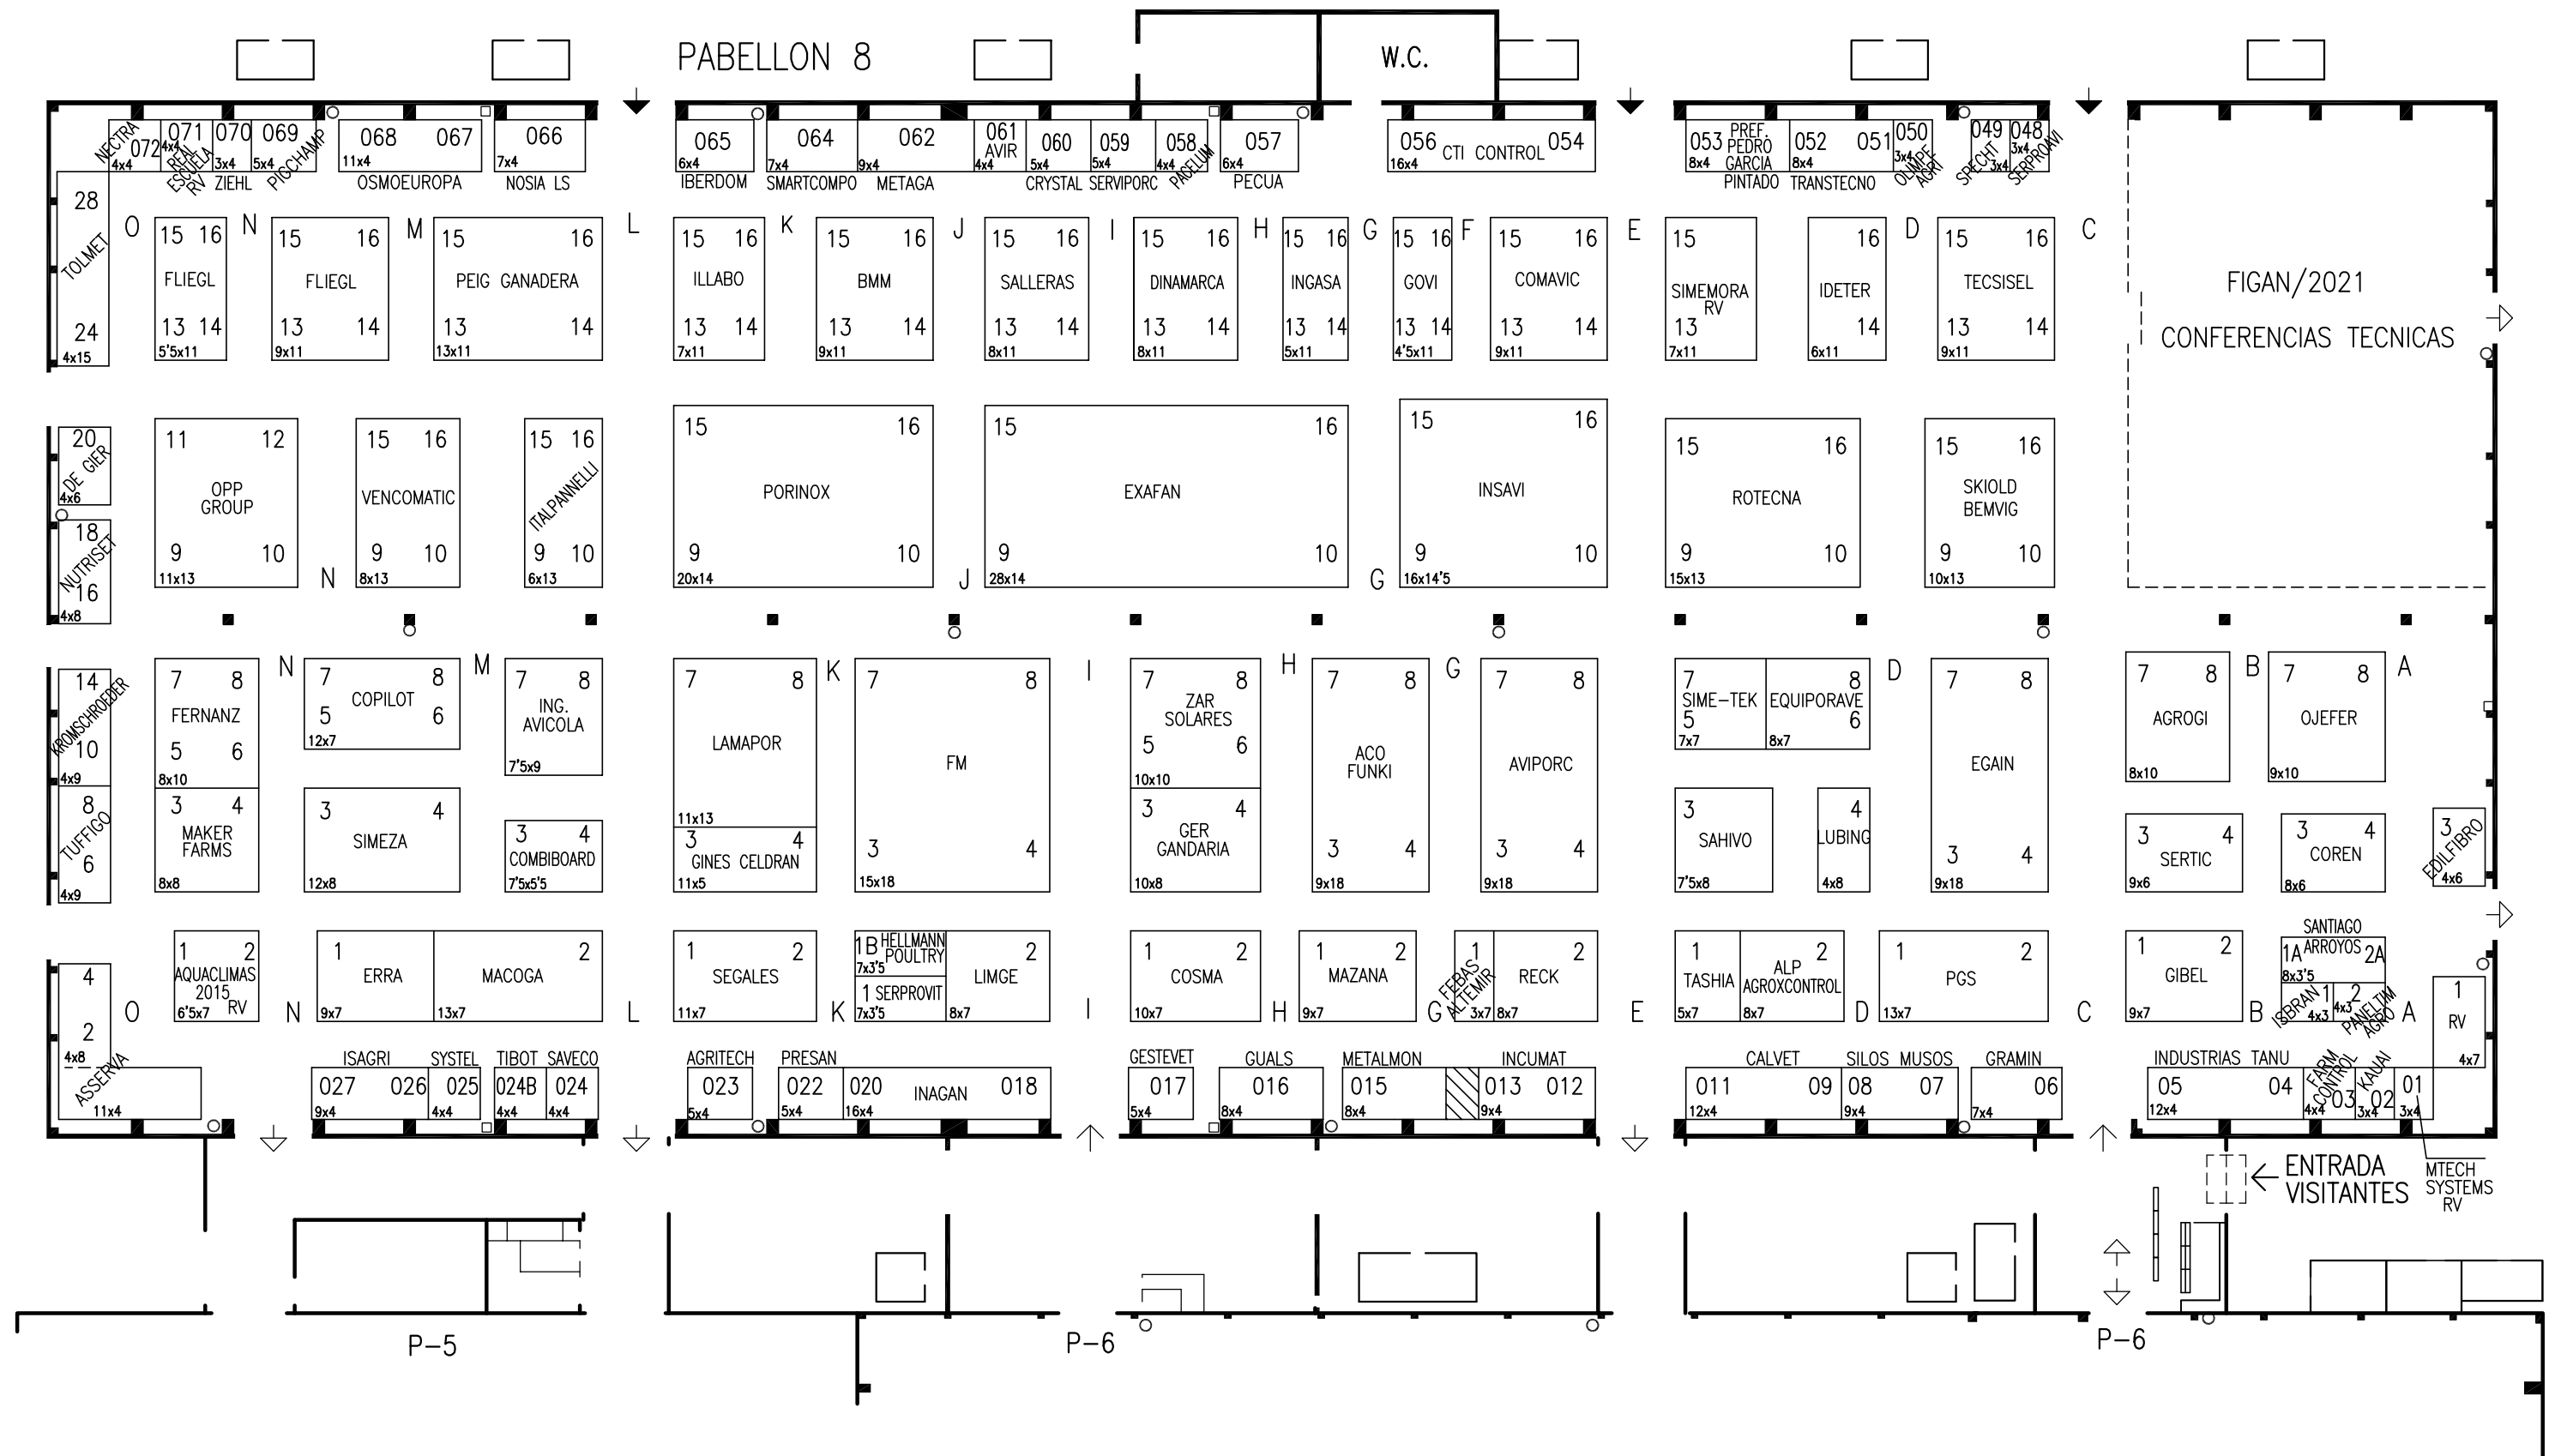 PABELLON 8
W.C.
NECTRA 072 4x4
071 4x4 REAL ESCUELA RV
070 3x4 ZIEHL
069 5x4 PIGCHAMP
068 067 11x4 OSMOEUROPA
066 7x4 NOSIA LS
065 6x4 IBERDOM
064 7x4 SMARTCOMPO
062 9x4 METAGA
061 AVIR 4x4
060 5x4 CRYSTAL
059 5x4 SERVIPORC
058 4x4 PACELUM
057 6x4 PECUA
056 CTI CONTROL 054 16x4
053 8x4 PREF. PEDRO GARCIA PINTADO
052 051 8x4 TRANSTECNO
050 3x4 OLIMPE AGRI
049 3x4 SPECHT
048 3x4 SERPROAVI
28 TOLMET 24 4x15
O N M L K J I H G F E D C
15 16 FLIEGL 13 14 5'5x11
15 16 FLIEGL 13 14 9x11
15 16 PEIG GANADERA 13 14 13x11
15 16 ILLABO 13 14 7x11
15 16 BMM 13 14 9x11
15 16 SALLERAS 13 14 8x11
15 16 DINAMARCA 13 14 8x11
15 16 INGASA 13 14 5x11
15 16 GOVI 13 14 4'5x11
15 16 COMAVIC 13 14 9x11
15 SIMEMORA RV 13 7x11
16 IDETER 14 6x11
15 16 TECSISEL 13 14 9x11
FIGAN/2021
CONFERENCIAS TECNICAS
20 DE GIER 4x6
18 NUTRISET 16 4x8
11 12 OPP GROUP 9 10 11x13
N
15 16 VENCOMATIC 9 10 8x13
15 16 ITALPANNELLI 9 10 6x13
15 16 PORINOX 9 10 20x14
J
15 16 EXAFAN 9 10 28x14
G
15 16 INSAVI 9 10 16x14'5
15 16 ROTECNA 9 10 15x13
15 16 SKIOLD BEMVIG 9 10 10x13
14 KROMSCHROEDER 10 4x9
8 TUFFIGO 6 4x9
N M K I H G D B A
7 8 FERNANZ 5 6 8x10
3 4 MAKER FARMS 8x8
7 8 COPILOT 5 6 12x7
3 4 SIMEZA 12x8
7 8 ING. AVICOLA 7'5x9
3 4 COMBIBOARD 7'5x5'5
7 8 LAMAPOR 11x13
3 4 GINES CELDRAN 11x5
7 8 FM 3 4 15x18
7 8 ZAR SOLARES 5 6 10x10
3 4 GER GANDARIA 10x8
7 8 ACO FUNKI 3 4 9x18
7 8 AVIPORC 3 4 9x18
7 SIME-TEK 5 7x7
8 EQUIPORAVE 6 8x7
3 SAHIVO 7'5x8
4 LUBING 4x8
7 8 EGAIN 3 4 9x18
7 8 AGROGI 8x10
7 8 OJEFER 9x10
3 4 SERTIC 9x6
3 4 COREN 8x6
3 EDILFIBRO 4x6
4 2 4x8 ASSERVA 11x4
O N L K I H G E D C B A
1 2 AQUACLIMAS 2015 RV 6'5x7
1 ERRA 9x7
2 MACOGA 13x7
1 2 SEGALES 11x7
1B HELLMANN POULTRY 7x3'5
1 SERPROVIT 7x3'5
2 LIMGE 8x7
1 2 COSMA 10x7
1 2 MAZANA 9x7
1 FEBAS ALTEMIR 3x7
2 RECK 8x7
1 TASHIA 5x7
2 ALP AGROXCONTROL 8x7
1 2 PGS 13x7
1 2 GIBEL 9x7
SANTIAGO ARROYOS 1A 2A 8x3'5
ISBRAN 1 4x3
2 4x3 PANELTIM AGRO
1 RV 4x7
ISAGRI 027 026 9x4
SYSTEL 025 4x4
TIBOT 024B 4x4
SAVECO 024 4x4
AGRITECH 023 5x4
PRESAN 022 5x4
020 INAGAN 018 16x4
GESTEVET 017 5x4
GUALS 016 8x4
METALMON 015 8x4
INCUMAT 013 012 9x4
CALVET 011 09 12x4
SILOS MUSOS 08 07 9x4
GRAMIN 06 7x4
INDUSTRIAS TANU 05 04 12x4
FARM CONTROL 03 4x4
KAUAI 02 3x4
01 3x4
MTECH SYSTEMS RV
ENTRADA VISITANTES
P-5
P-6
P-6